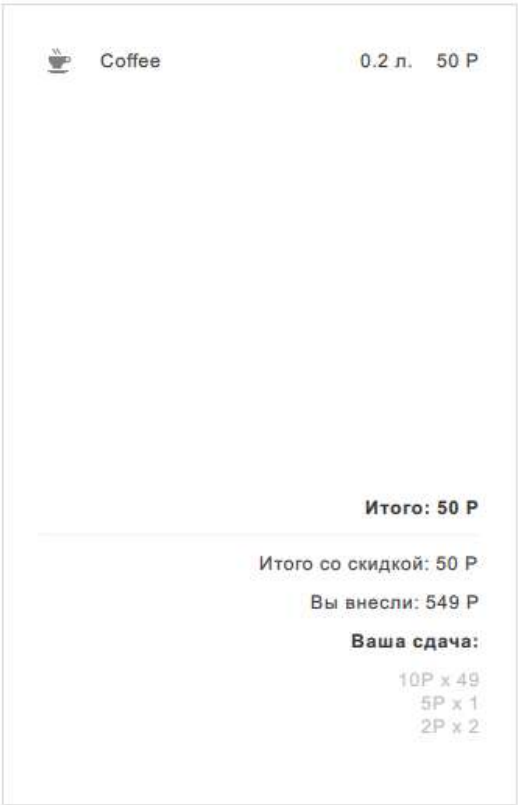 Coffee 0.2 л. 50 Р
Итого: 50 Р
Итого со скидкой: 50 Р
Вы внесли: 549 Р
Ваша сдача:
10Р x 49
5Р x 1
2Р x 2